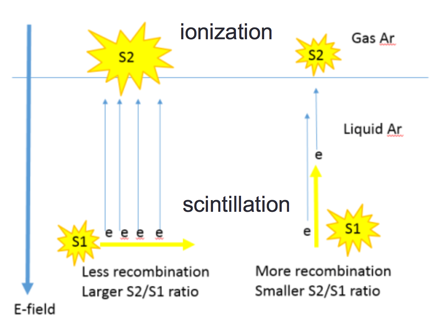 ionization
Gas Ar
S2
S2
Liquid Ar
e
scintillation
e e e e
e
S1
S1
Less recombination
Larger S2/S1 ratio
More recombination
Smaller S2/S1 ratio
E-field